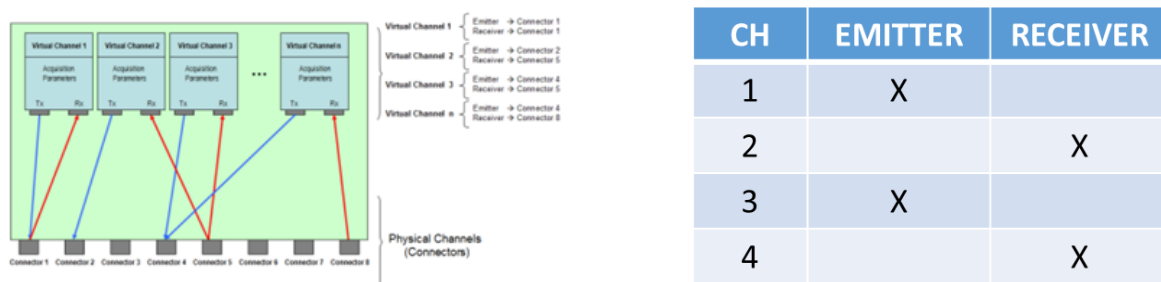 Virtual Channel 1
Virtual Channel 2
Virtual Channel 3
Virtual Channel n
Acquisition
Parameters
Acquisition
Parameters
Acquisition
Parameters
Acquisition
Parameters
...
Tx Rx
Tx Rx
Tx Rx
Tx Rx
Connector 1 Connector 2 Connector 3 Connector 4 Connector 5 Connector 6 Connector 7 Connector 8
Virtual Channel 1
Emitter → Connector 1
Receiver → Connector 1
Virtual Channel 2
Emitter → Connector 2
Receiver → Connector 5
Virtual Channel 3
Emitter → Connector 4
Receiver → Connector 5
Virtual Channel n
Emitter → Connector 4
Receiver → Connector 8
Physical Channels
(Connectors)
CH EMITTER RECEIVER
1 X
2 X
3 X
4 X